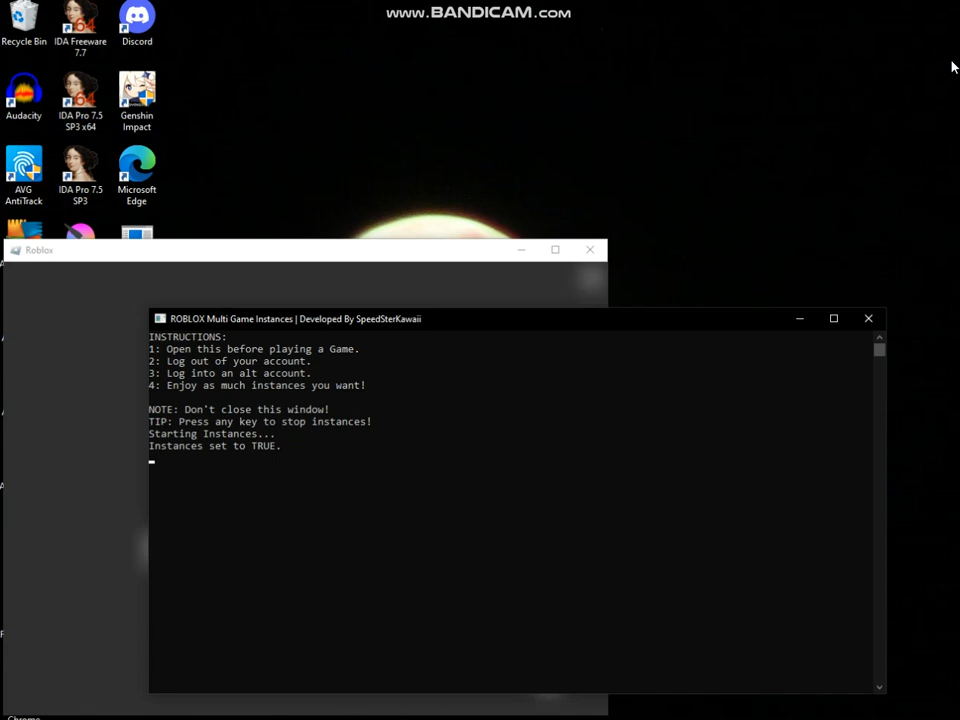 www.BANDICAM.com
Recycle Bin
IDA Freeware
7.7
Discord
Audacity
IDA Pro 7.5
SP3 x64
Genshin
Impact
AVG
AntiTrack
IDA Pro 7.5
SP3
Microsoft
Edge
Roblox
ROBLOX Multi Game Instances | Developed By SpeedSterKawaii
INSTRUCTIONS:
1: Open this before playing a Game.
2: Log out of your account.
3: Log into an alt account.
4: Enjoy as much instances you want!
NOTE: Don't close this window!
TIP: Press any key to stop instances!
Starting Instances...
Instances set to TRUE.
Chrome